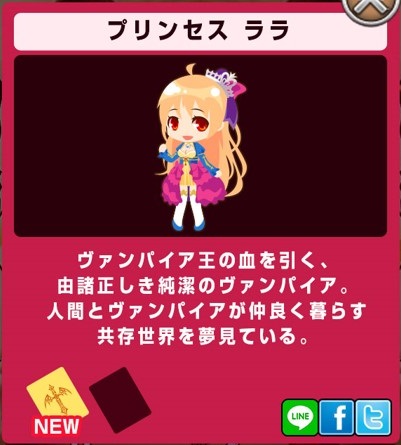 プリンセス ララ
ヴァンパイア王の血を引く、
由諸正しき純潔のヴァンパイア。
人間とヴァンパイアが仲良く暮らす
共存世界を夢見ている。
NEW
LINE